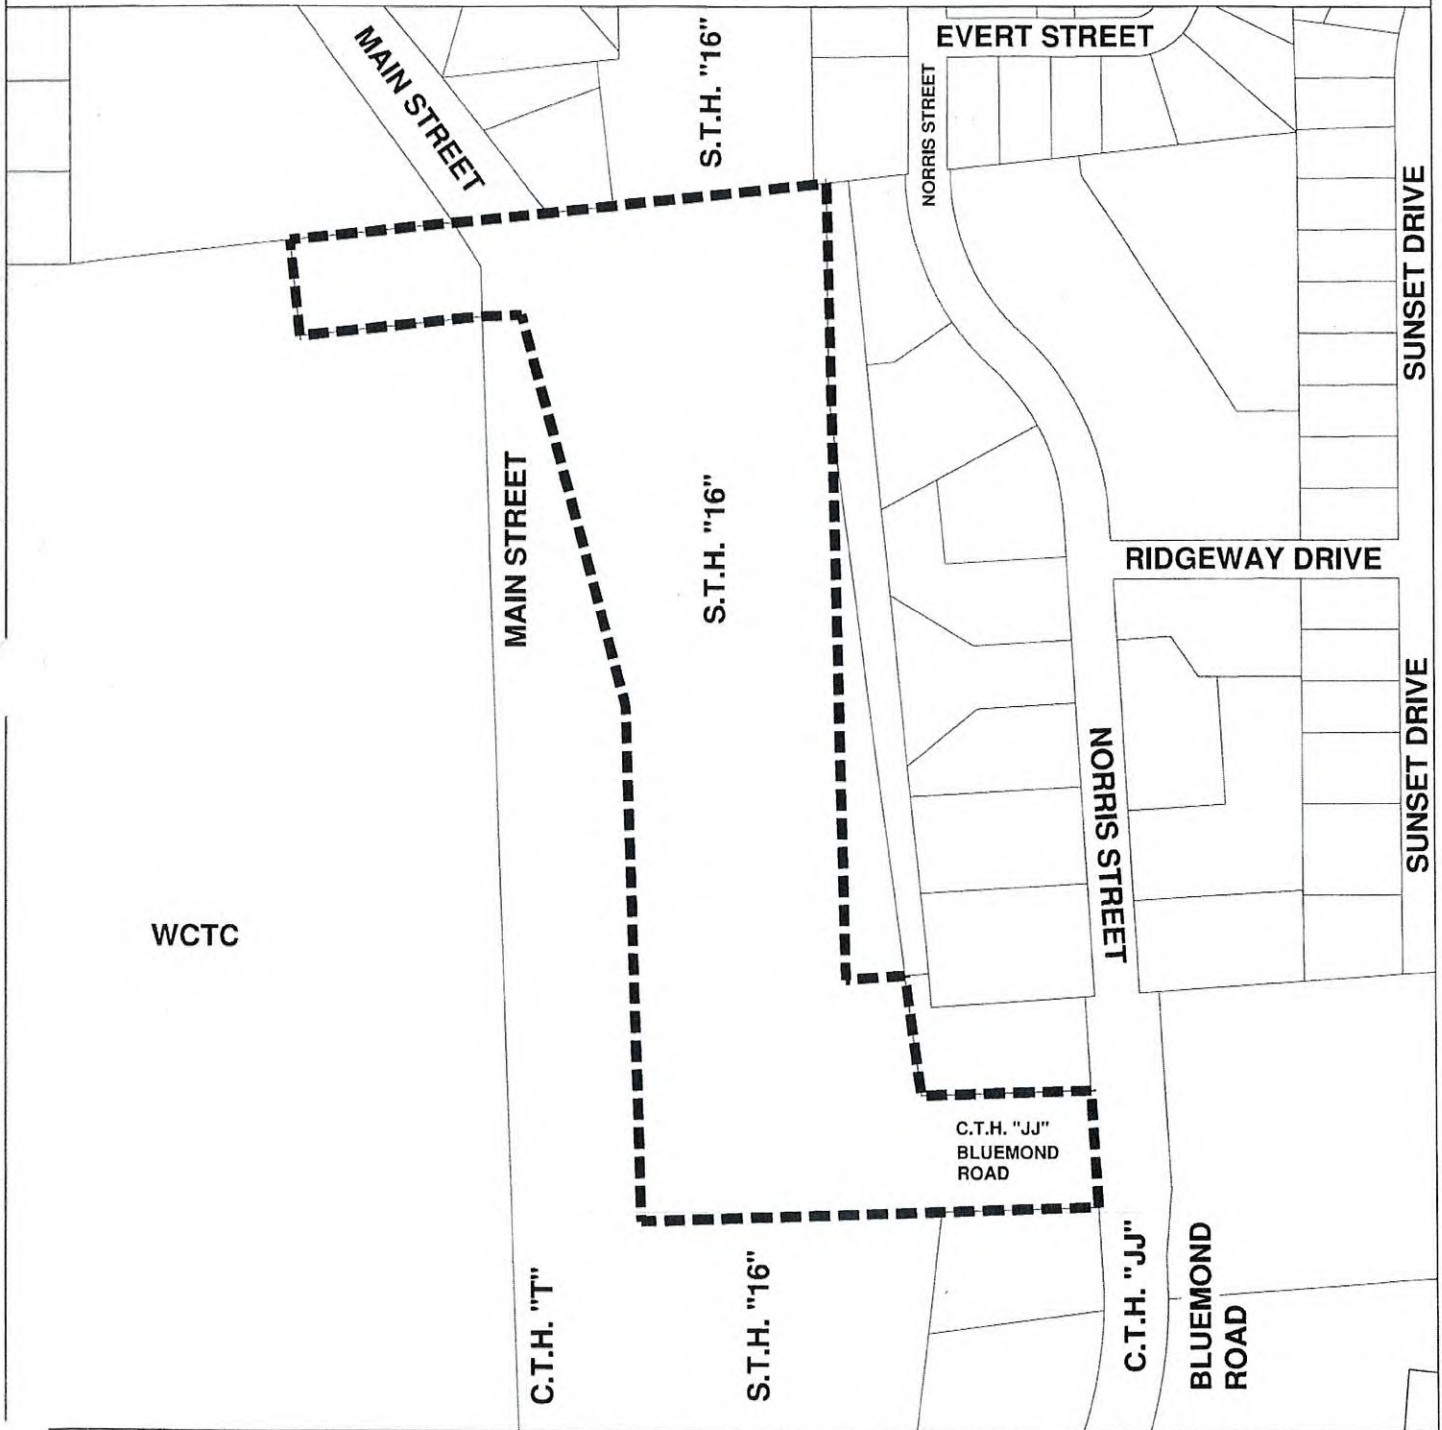 EVERT STREET
MAIN STREET
S.T.H. "16"
NORRIS STREET
SUNSET DRIVE
MAIN STREET
S.T.H. "16"
RIDGEWAY DRIVE
SUNSET DRIVE
NORRIS STREET
WCTC
C.T.H. "JJ"
BLUEMOND
ROAD
C.T.H. "T"
S.T.H. "16"
C.T.H. "JJ"
BLUEMOND
ROAD